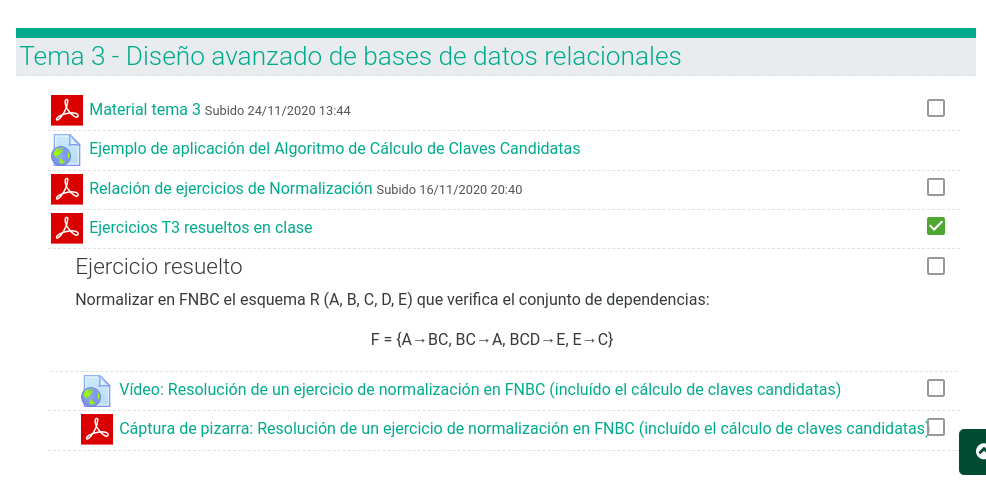 Tema 3 - Diseño avanzado de bases de datos relacionales
Material tema 3 Subido 24/11/2020 13:44
Ejemplo de aplicación del Algoritmo de Cálculo de Claves Candidatas
Relación de ejercicios de Normalización Subido 16/11/2020 20:40
Ejercicios T3 resueltos en clase
Ejercicio resuelto
Normalizar en FNBC el esquema R (A, B, C, D, E) que verifica el conjunto de dependencias:
F = {A→BC, BC→A, BCD→E, E→C}
Vídeo: Resolución de un ejercicio de normalización en FNBC (incluído el cálculo de claves candidatas)
Cáptura de pizarra: Resolución de un ejercicio de normalización en FNBC (incluído el cálculo de claves candidatas)